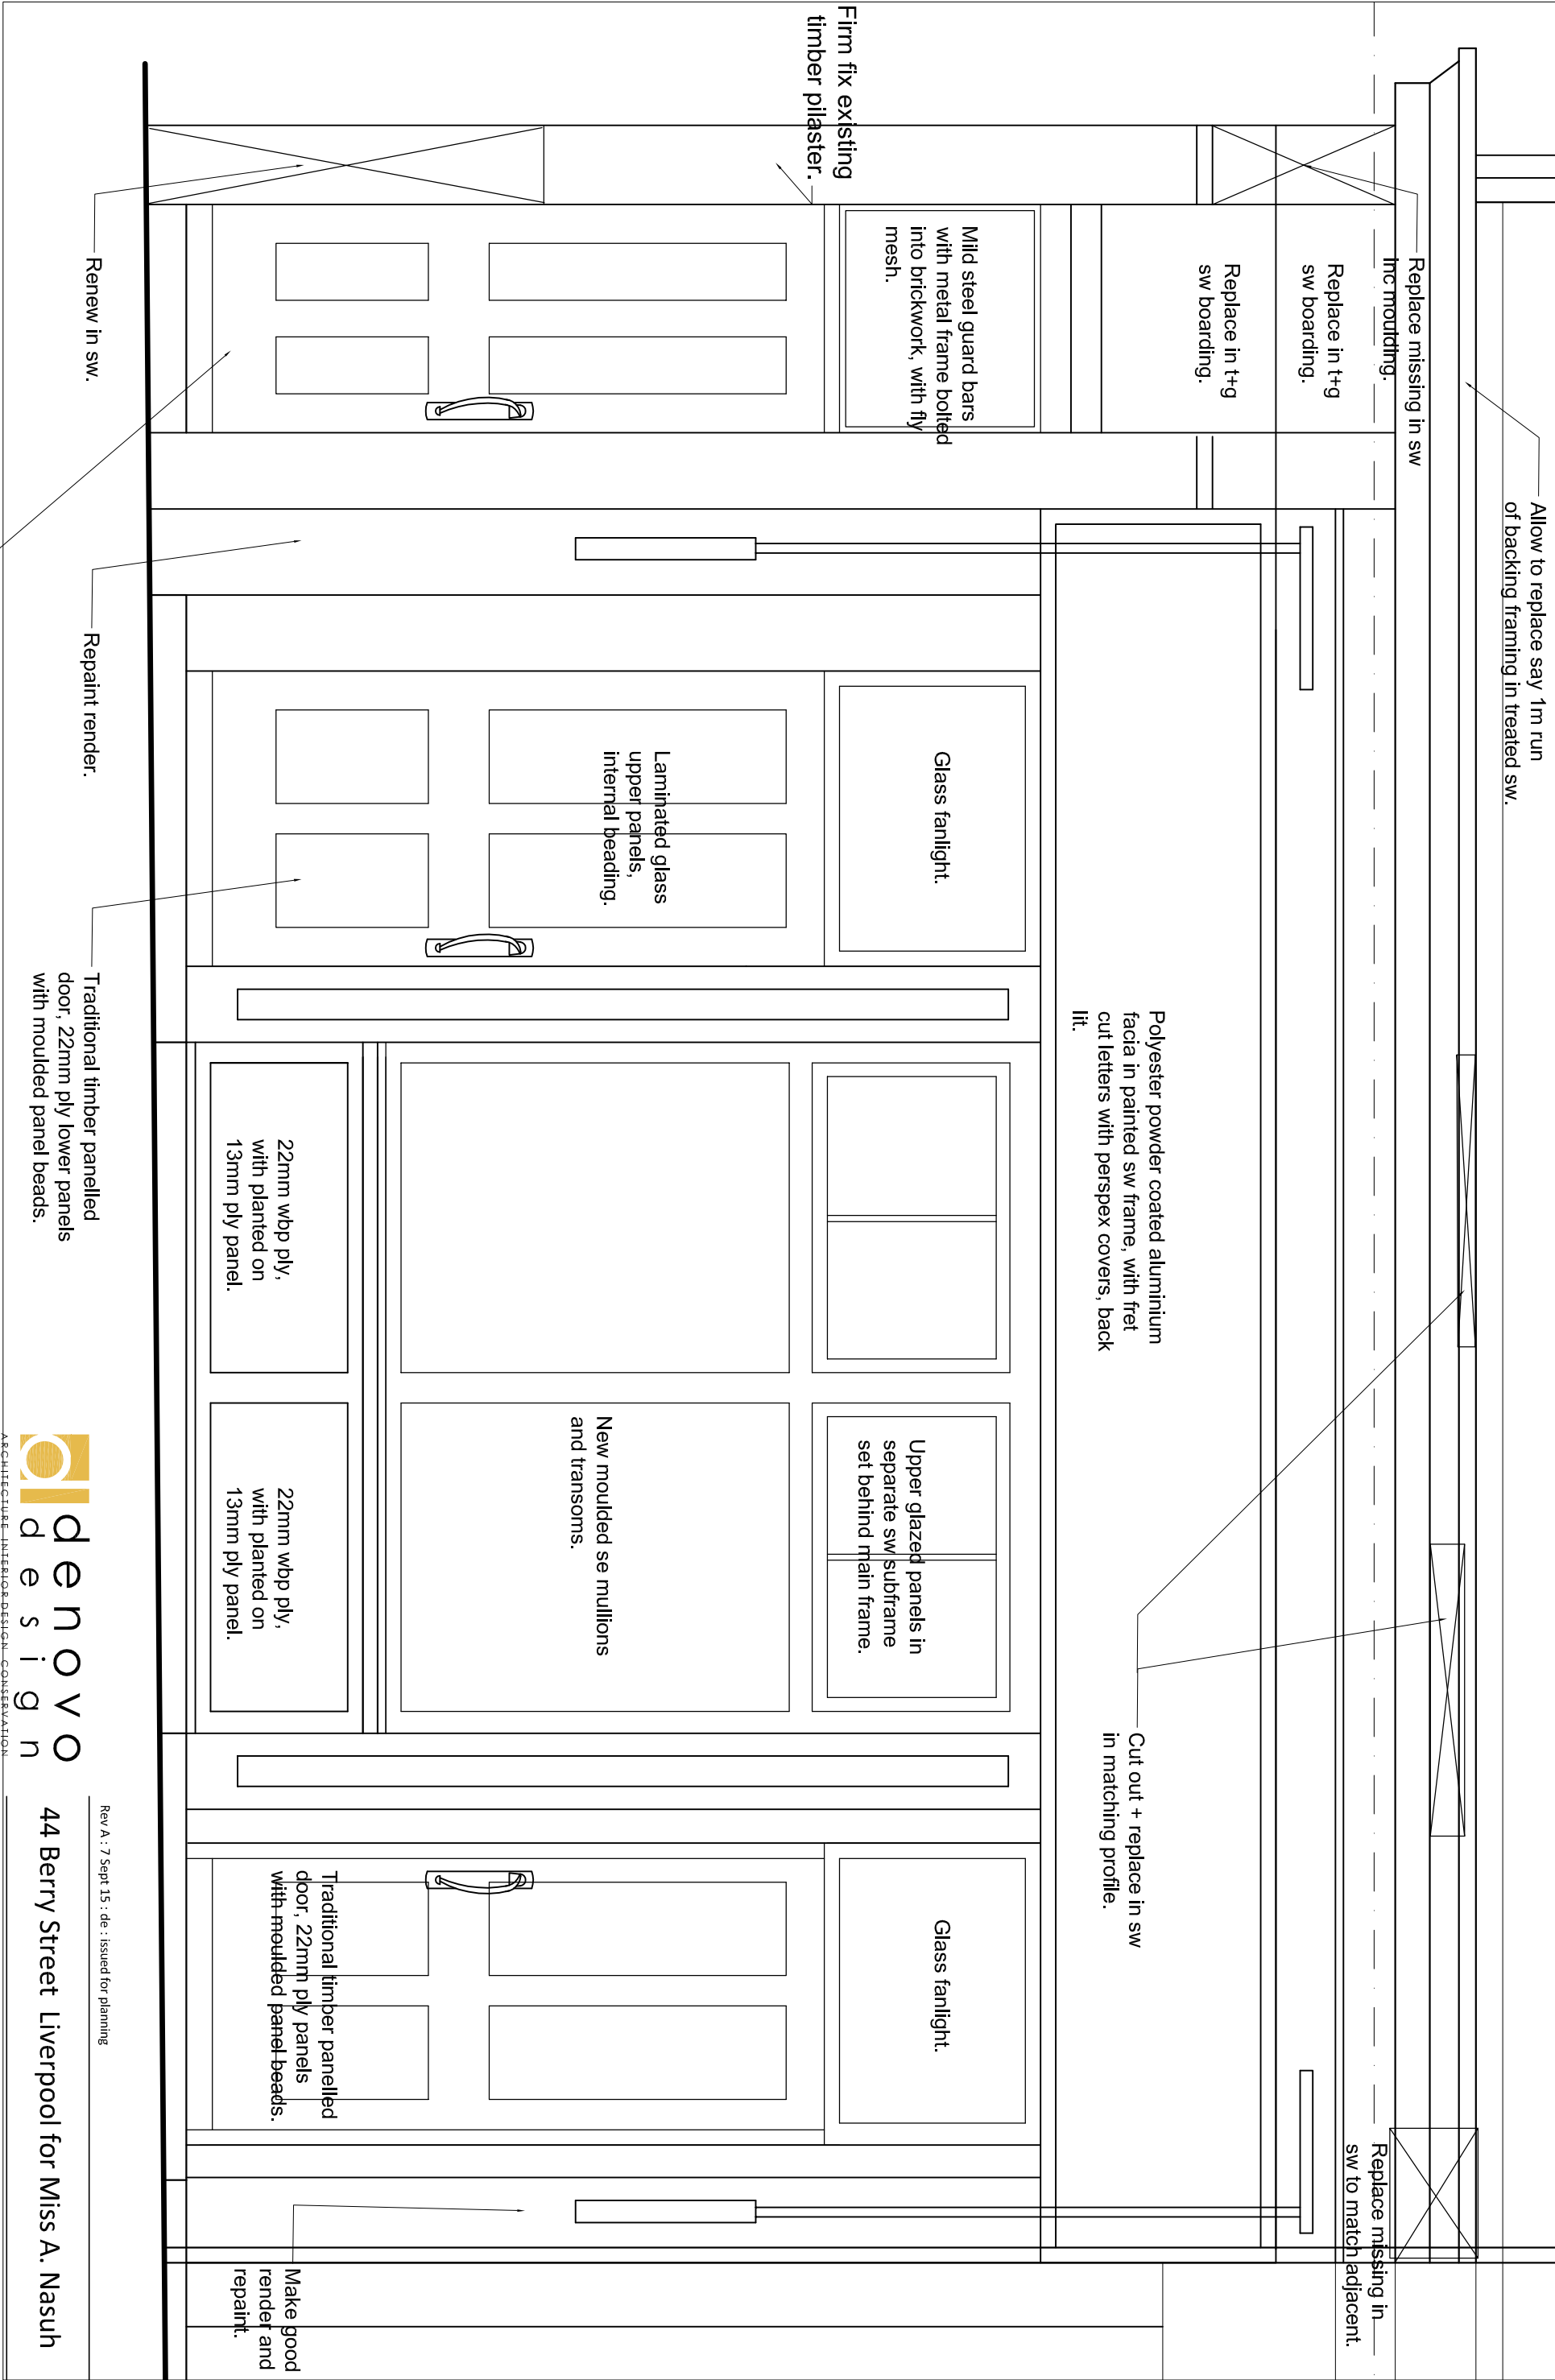 Allow to replace say 1m run
of backing framing in treated sw.
Replace missing in sw
inc moulding.
Replace in t+g
sw boarding.
Replace in t+g
sw boarding.
Firm fix existing
timber pilaster.
Mild steel guard bars
with metal frame bolted
into brickwork, with fly
mesh.
Polyester powder coated aluminium
facia in painted sw frame, with fret
cut letters with perspex covers, back
lit.
Cut out + replace in sw
in matching profile.
Replace missing in
sw to match adjacent.
Glass fanlight.
Laminated glass
upper panels,
internal beading.
Upper glazed panels in
separate sw subframe
set behind main frame.
New moulded se mullions
and transoms.
Glass fanlight.
22mm wbp ply,
with planted on
13mm ply panel.
22mm wbp ply,
with planted on
13mm ply panel.
Traditional timber panelled
door, 22mm ply panels
with moulded panel beads.
Make good
render and
repaint.
Renew in sw.
Repaint render.
Traditional timber panelled
door, 22mm ply lower panels
with moulded panel beads.
d denovo
design
ARCHITECTURE INTERIOR DESIGN CONSERVATION
Rev A : 7 Sept 15 : de : issued for planning
44 Berry Street Liverpool for Miss A. Nasuh